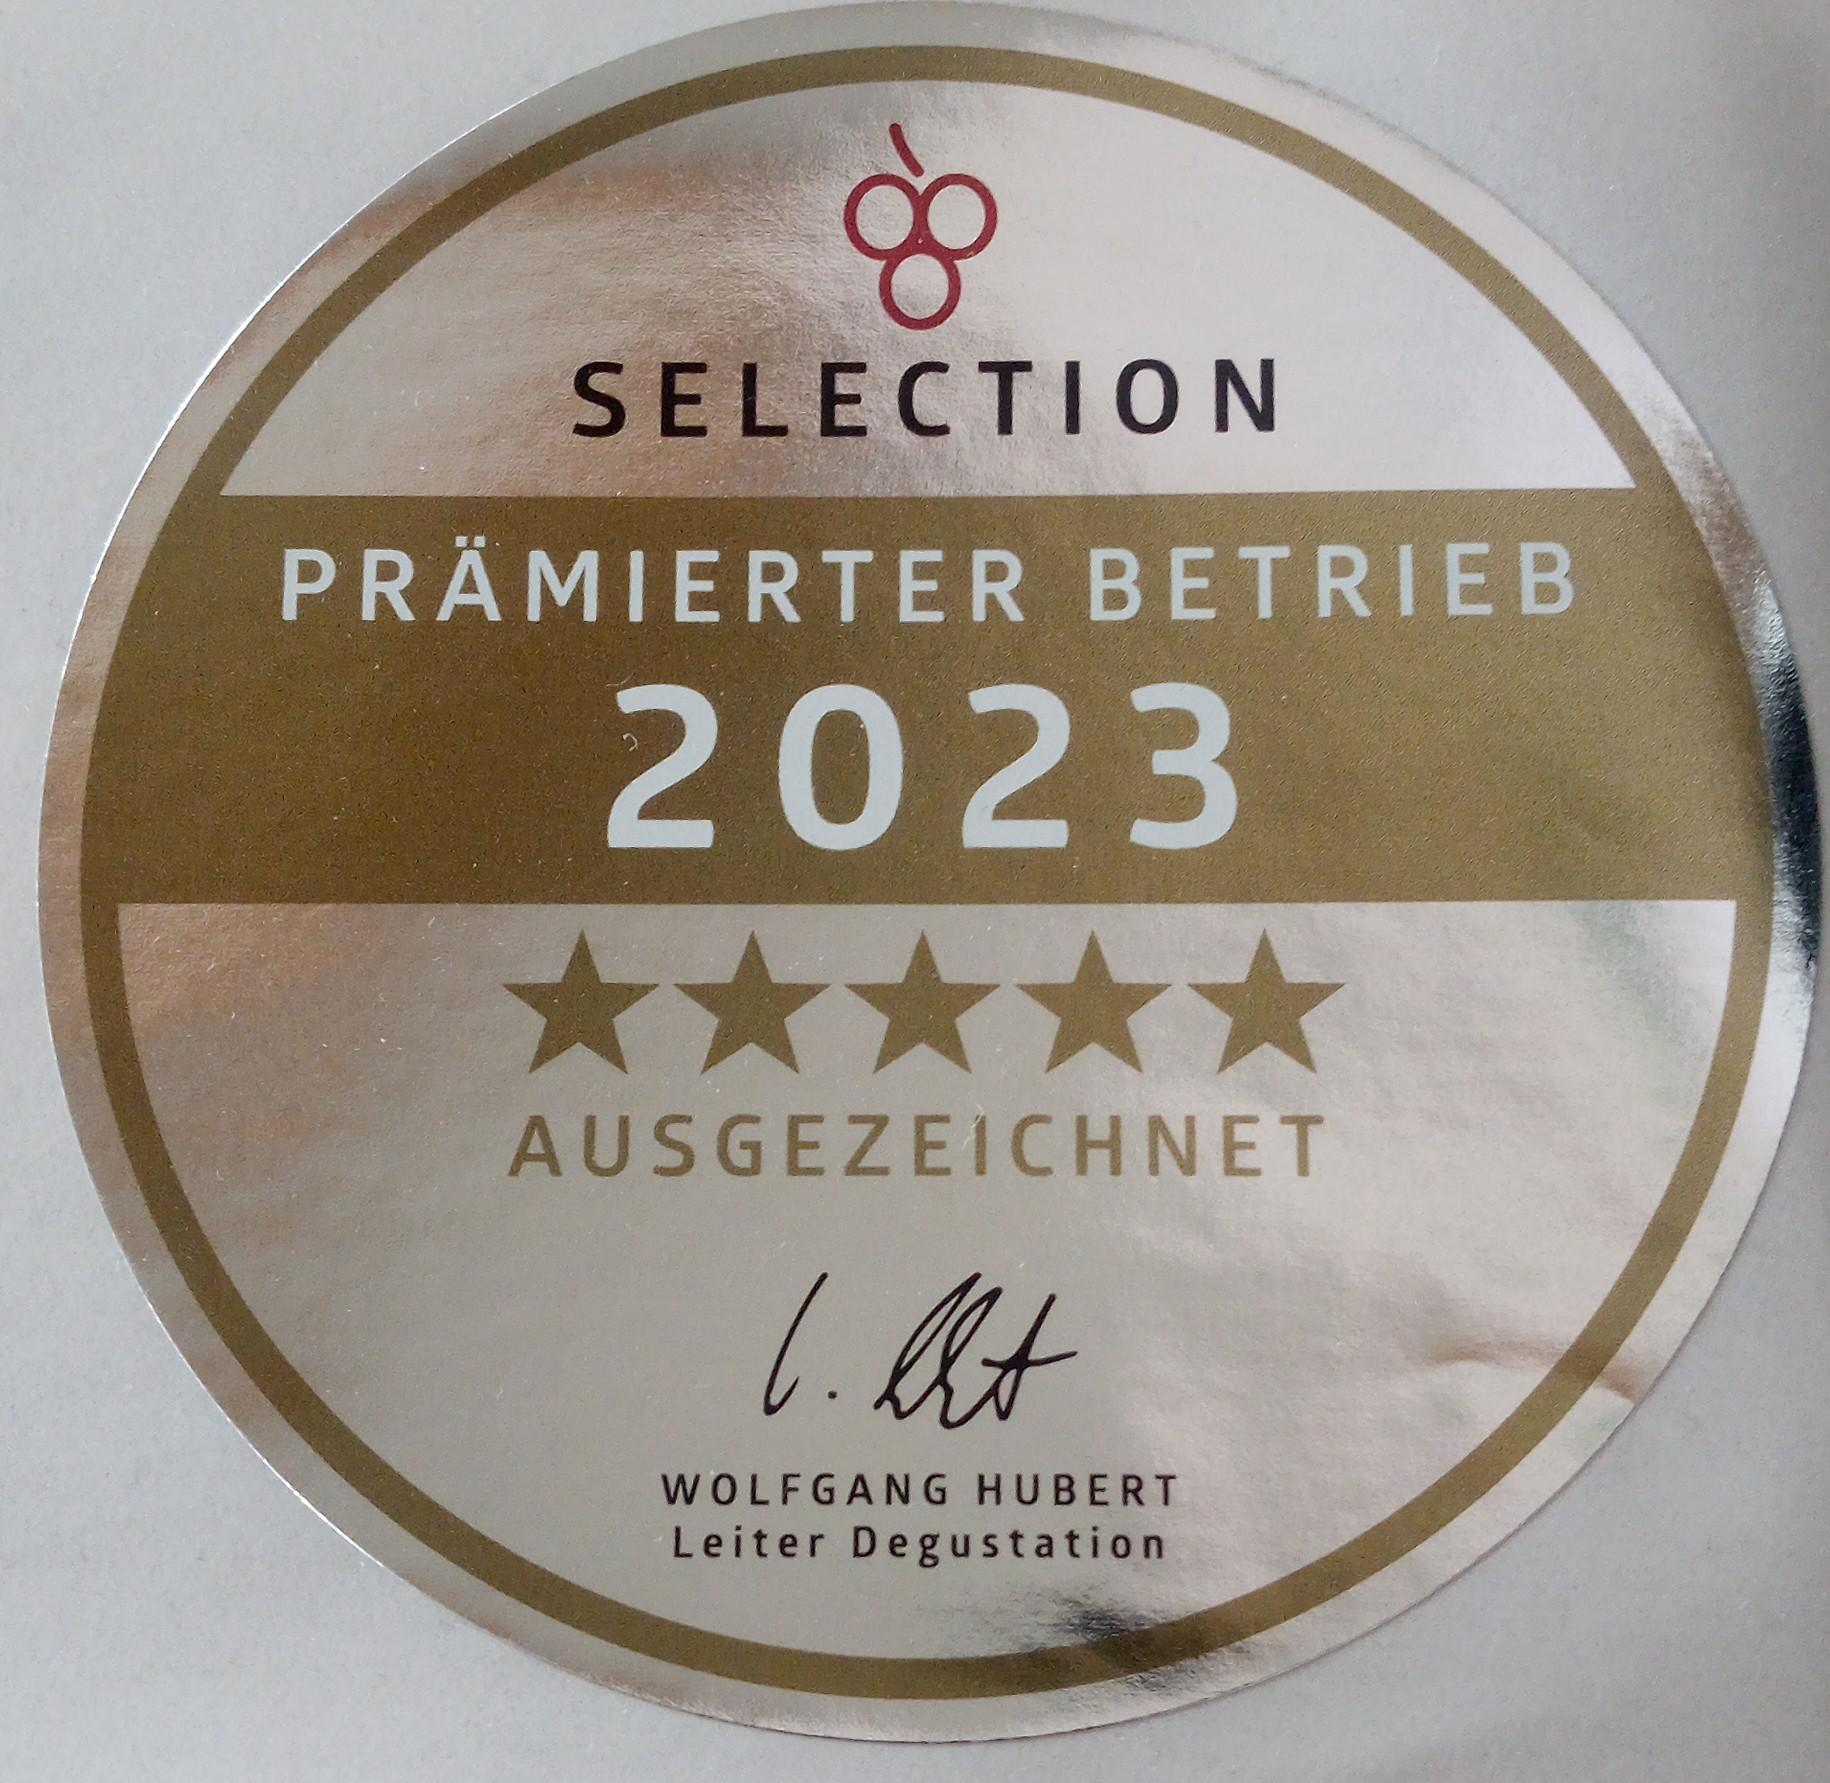 SELECTION
PRÄMIERTER BETRIEB
2023
AUSGEZEICHNET
WOLFGANG HUBERT
Leiter Degustation